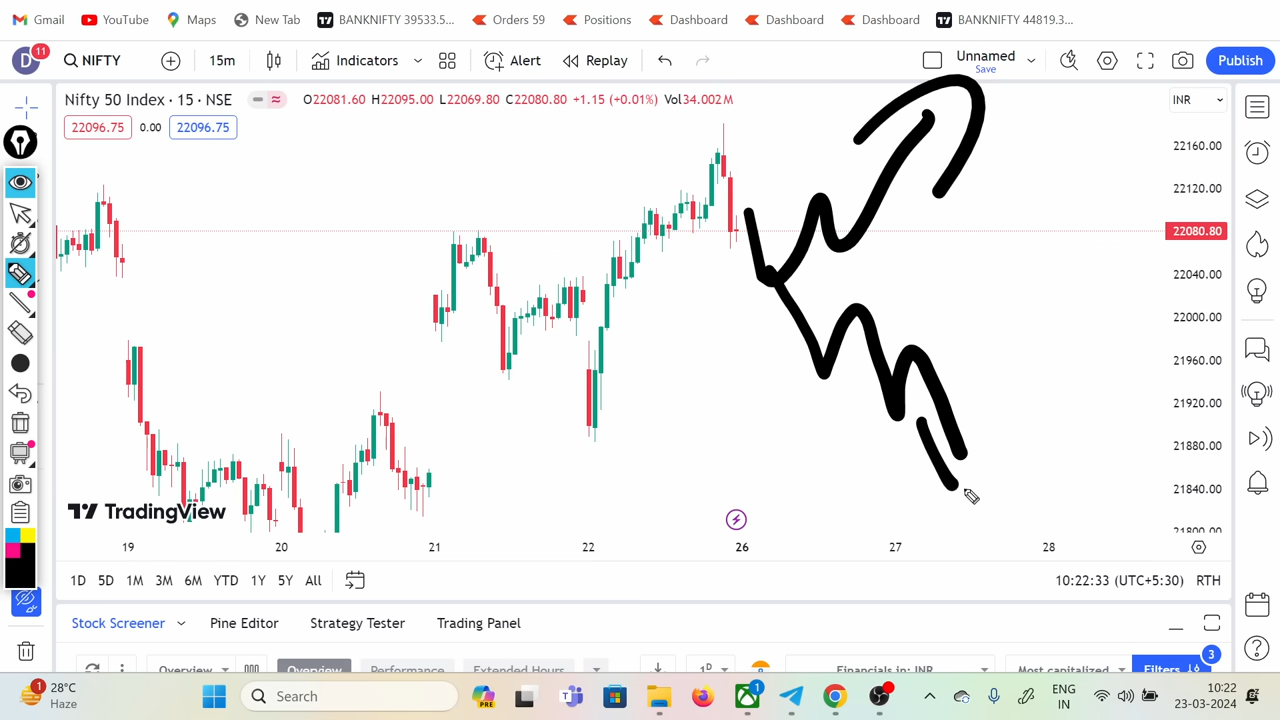 Gmail YouTube Maps New Tab BANKNIFTY 39533.5... Orders 59 Positions Dashboard Dashboard Dashboard BANKNIFTY 44819.3...
D 11 NIFTY 15m Indicators Alert Replay Unnamed Save Publish
Nifty 50 Index · 15 · NSE O22081.60 H22095.00 L22069.80 C22080.80 +1.15 (+0.01%) Vol34.002M INR
22096.75 0.00 22096.75
22160.00
22120.00
22080.80
22040.00
22000.00
21960.00
21920.00
21880.00
21840.00
TradingView
21800.00
19 20 21 22 26 27 28
1D 5D 1M 3M 6M YTD 1Y 5Y All 10:22:33 (UTC+5:30) RTH
Stock Screener Pine Editor Strategy Tester Trading Panel
3
Overview Overview Performance Extended Hours 1D Financials in: INR Most capitalized Filters
1 28°C Haze Search PRE 1 ENG IN 10:22 23-03-2024